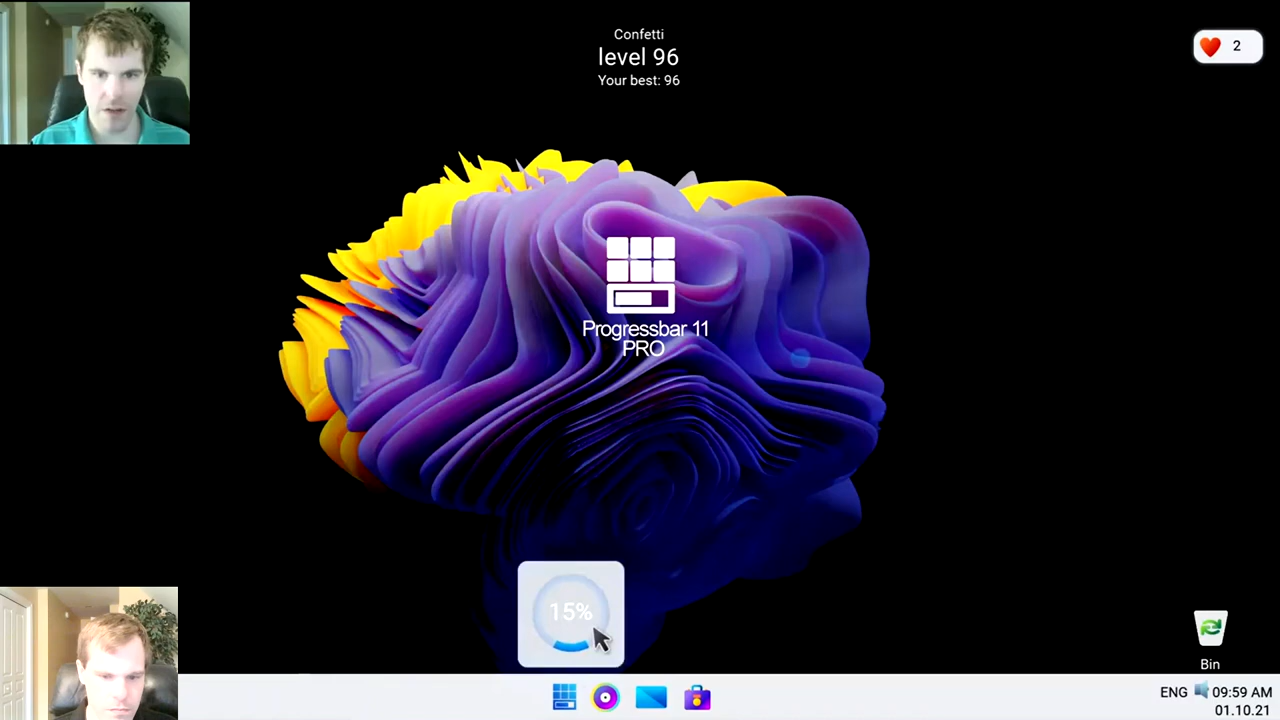 Confetti
level 96
Your best: 96
2
Progressbar 11
PRO
15%
Bin
ENG 09:59 AM
01.10.21